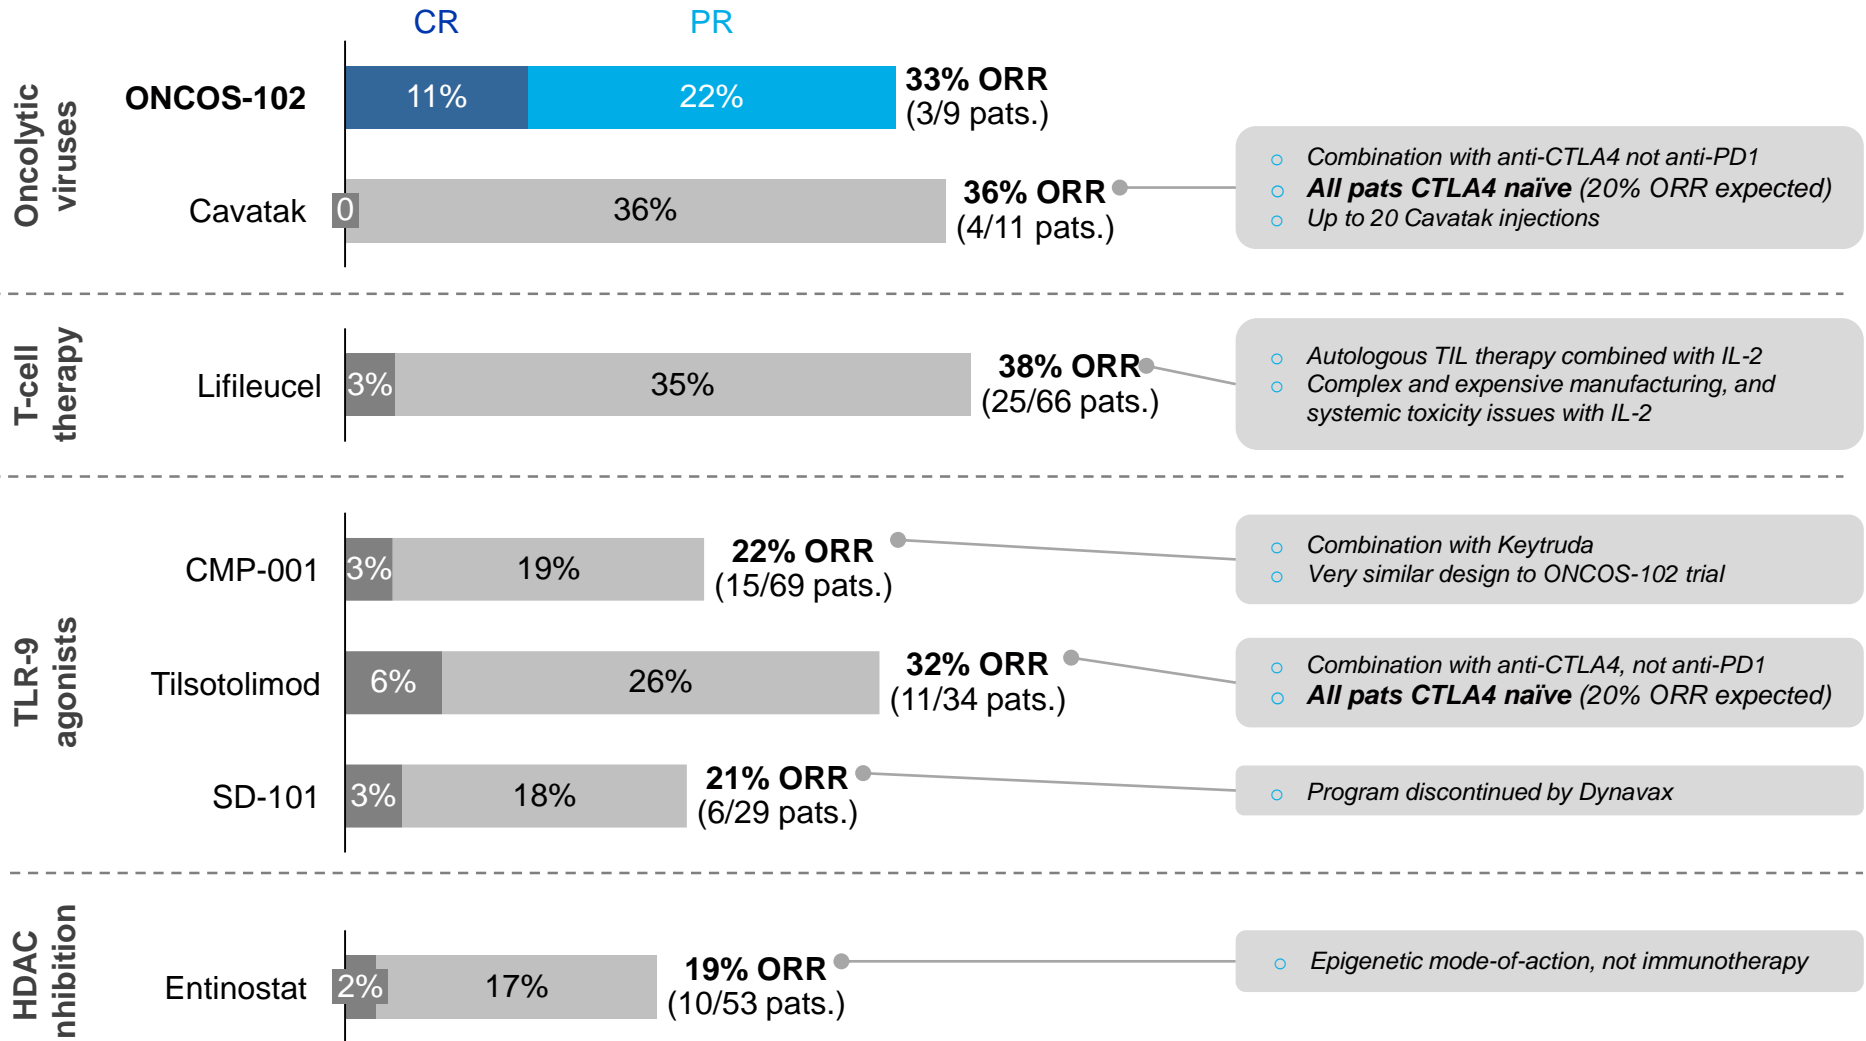 CR
PR
Oncolytic
viruses
ONCOS-102
11%
22%
33% ORR
(3/9 pats.)
Cavatak
0
36%
36% ORR
(4/11 pats.)
o Combination with anti-CTLA4 not anti-PD1
o All pats CTLA4 naïve (20% ORR expected)
o Up to 20 Cavatak injections
T-cell
therapy
Lifileucel
3%
35%
38% ORR
(25/66 pats.)
o Autologous TIL therapy combined with IL-2
o Complex and expensive manufacturing, and
systemic toxicity issues with IL-2
TLR-9
agonists
CMP-001
3%
19%
22% ORR
(15/69 pats.)
o Combination with Keytruda
o Very similar design to ONCOS-102 trial
Tilsotolimod
6%
26%
32% ORR
(11/34 pats.)
o Combination with anti-CTLA4, not anti-PD1
o All pats CTLA4 naïve (20% ORR expected)
SD-101
3%
18%
21% ORR
(6/29 pats.)
o Program discontinued by Dynavax
HDAC
nhibition
Entinostat
2%
17%
19% ORR
(10/53 pats.)
o Epigenetic mode-of-action, not immunotherapy